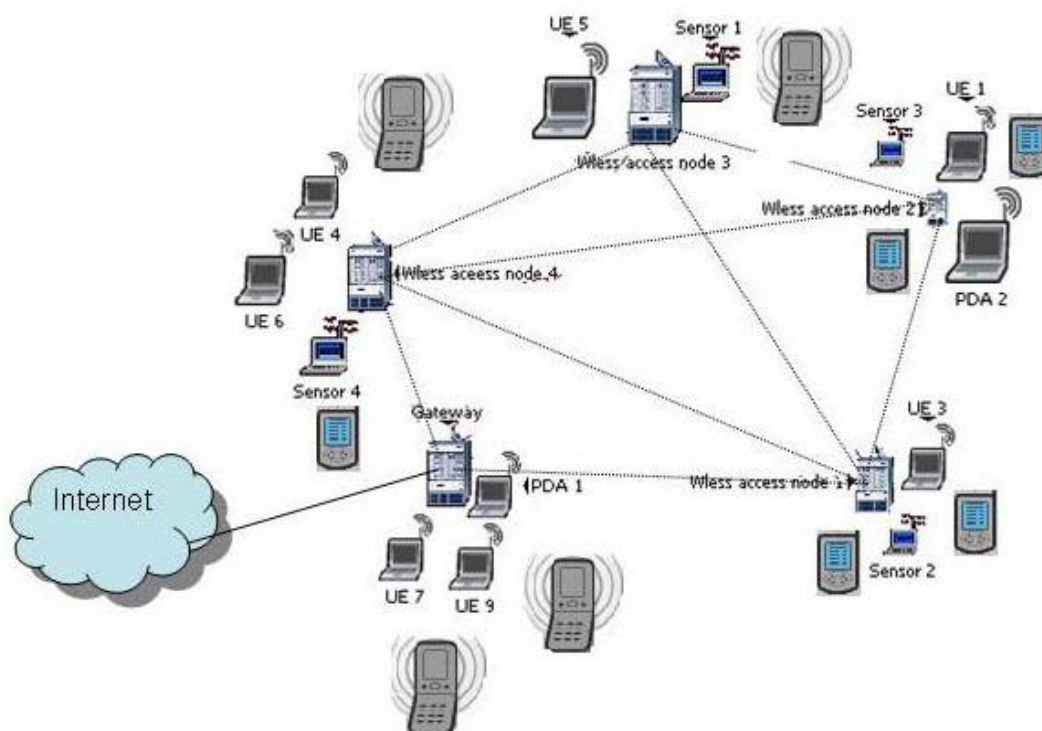 UE 5
Sensor 1
UE 1
Sensor 3
Wless access node 3
Wless access node 2
UE 4
Wless aceess node 4
UE 6
PDA 2
Sensor 4
Gateway
UE 3
Internet
PDA 1
Wless access node 1
UE 7
UE 9
Sensor 2